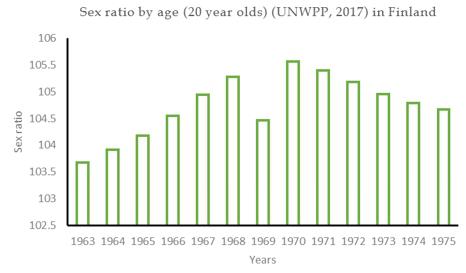 Sex ratio by age (20 year olds) (UNWPP, 2017) in Finland
106
105.5
105
104.5
104
103.5
103
102.5
Sex ratio
1963 1964 1965 1966 1967 1968 1969 1970 1971 1972 1973 1974 1975
Years